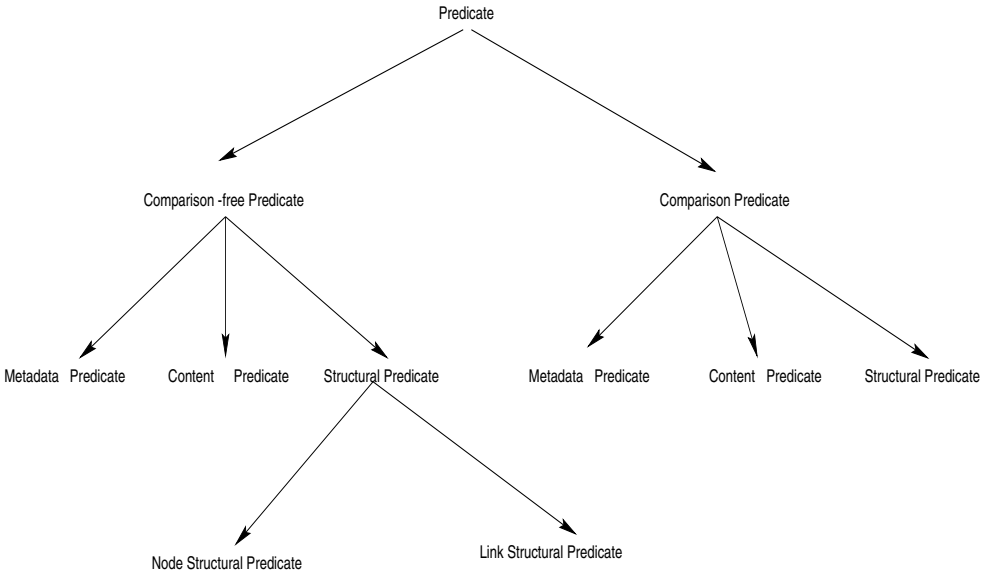 Predicate
Comparison -free Predicate
Comparison Predicate
Metadata Predicate
Content Predicate
Structural Predicate
Metadata Predicate
Content Predicate
Structural Predicate
Node Structural Predicate
Link Structural Predicate